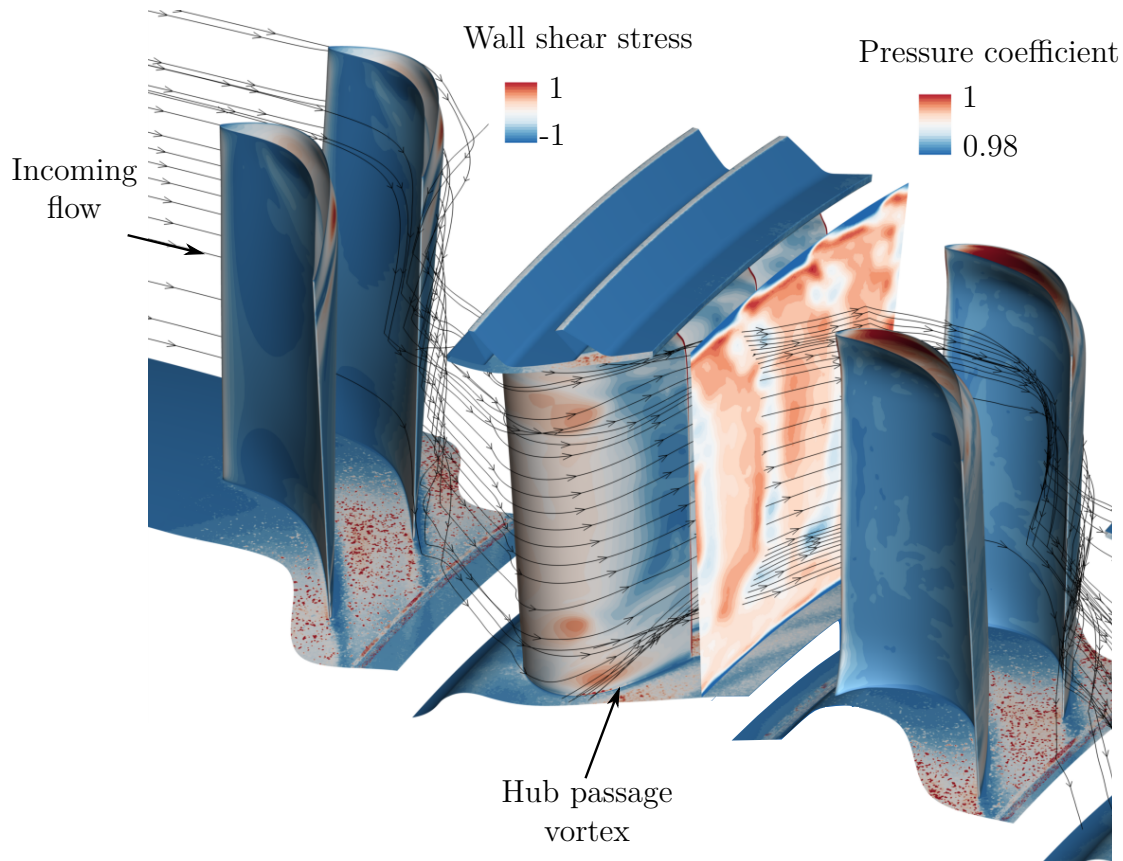 Wall shear stress
1
-1
Pressure coefficient
1
0.98
Incoming
flow
Hub passage
vortex